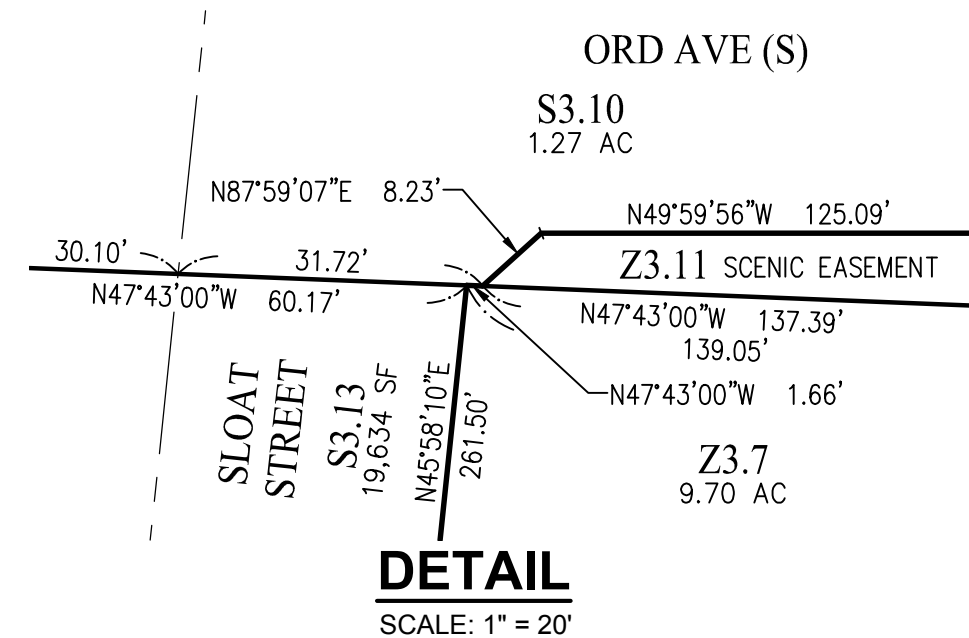 ORD AVE (S)
S3.10
1.27 AC
N87°59'07"E 8.23'
N49°59'56"W 125.09'
30.10'
31.72'
Z3.11 SCENIC EASEMENT
N47°43'00"W 60.17'
N47°43'00"W 137.39'
139.05'
N47°43'00"W 1.66'
SLOAT
STREET
S3.13
19,634 SF
N45°58'10"E
261.50'
Z3.7
9.70 AC
DETAIL
SCALE: 1" = 20'